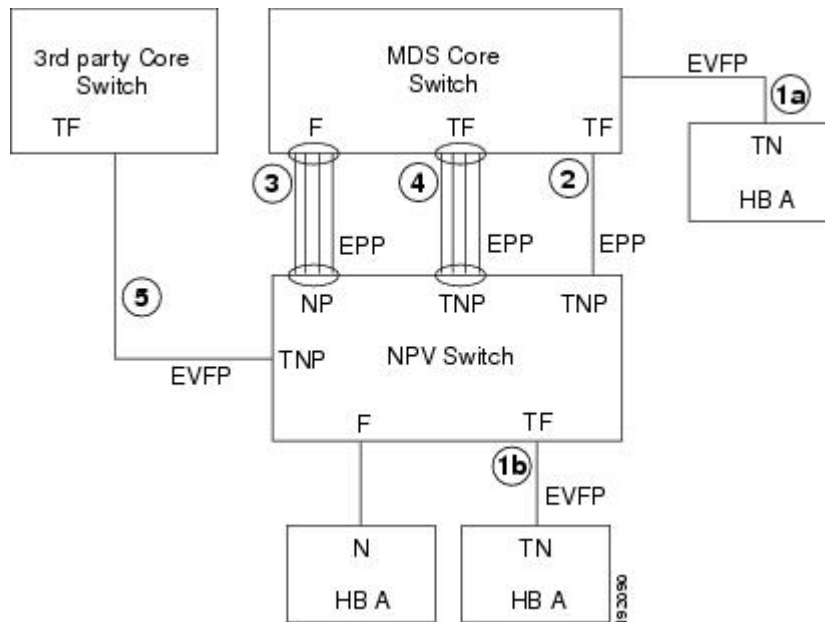 3rd party Core
Switch
TF
MDS Core
Switch
F
TF
TF
EVFP
1a
TN
HB A
3
4
2
EPP
EPP
EPP
NP
TNP
TNP
5
EVFP
TNP
NPV Switch
F
TF
1b
EVFP
N
HB A
TN
HB A
192090